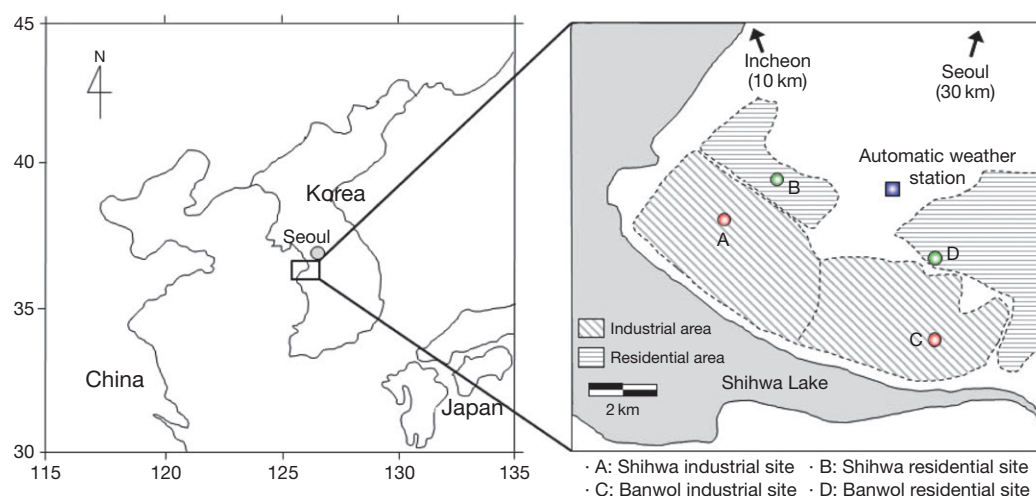 45
40
35
30
115
120
125
130
135
N
Korea
Seoul
China
Japan
Incheon
(10 km)
Seoul
(30 km)
Automatic weather
station
B
A
D
C
Industrial area
Residential area
2 km
Shihwa Lake
· A: Shihwa industrial site · B: Shihwa residential site
· C: Banwol industrial site · D: Banwol residential site